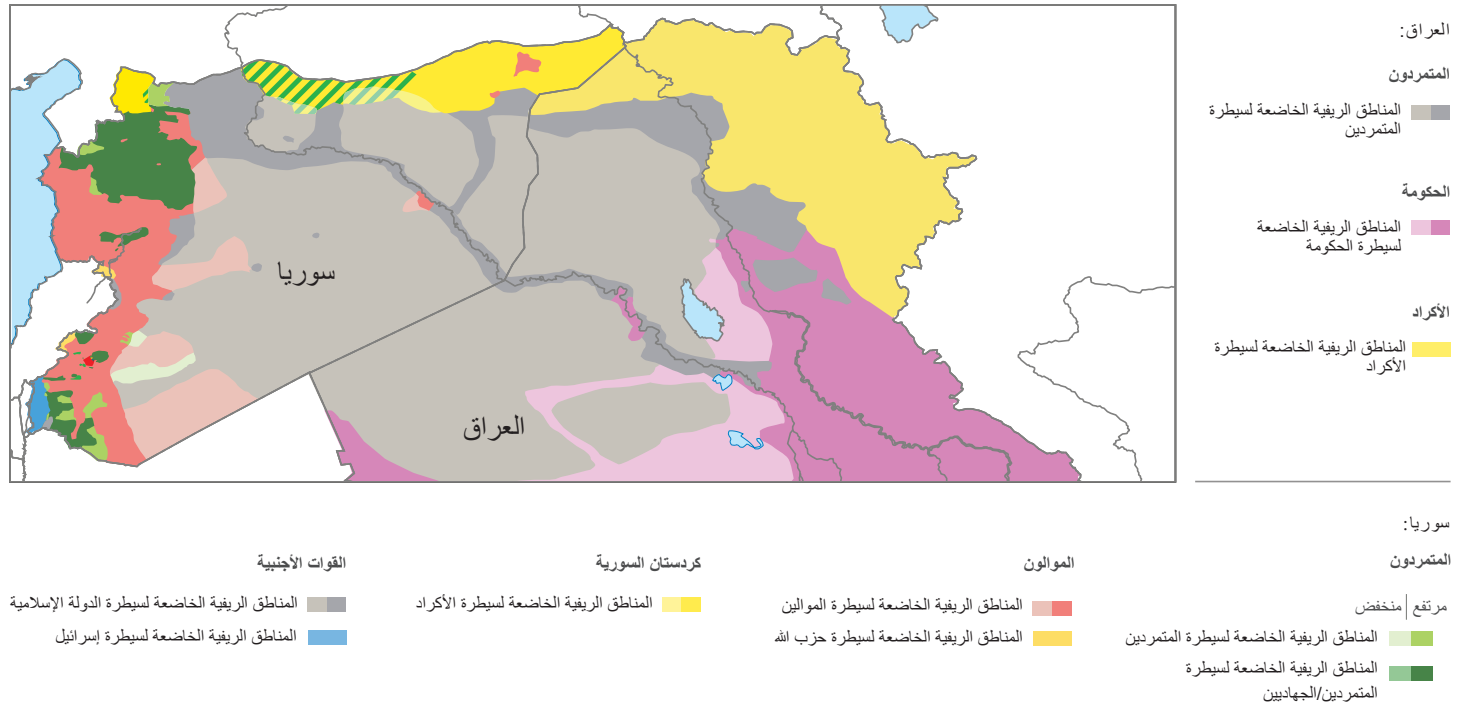 سوريا
العراق
العراق:
المتمردون
المناطق الريفية الخاضعة لسيطرة
المتمردين
الحكومة
المناطق الريفية الخاضعة
لسيطرة الحكومة
الأكراد
المناطق الريفية الخاضعة لسيطرة
الأكراد
سوريا:
المتمردون
مرتفع | منخفض
المناطق الريفية الخاضعة لسيطرة المتمردين
المناطق الريفية الخاضعة لسيطرة
المتمردين/الجهاديين
الموالون
المناطق الريفية الخاضعة لسيطرة الموالين
المناطق الريفية الخاضعة لسيطرة حزب الله
كردستان السورية
المناطق الريفية الخاضعة لسيطرة الأكراد
القوات الأجنبية
المناطق الريفية الخاضعة لسيطرة الدولة الإسلامية
المناطق الريفية الخاضعة لسيطرة إسرائيل